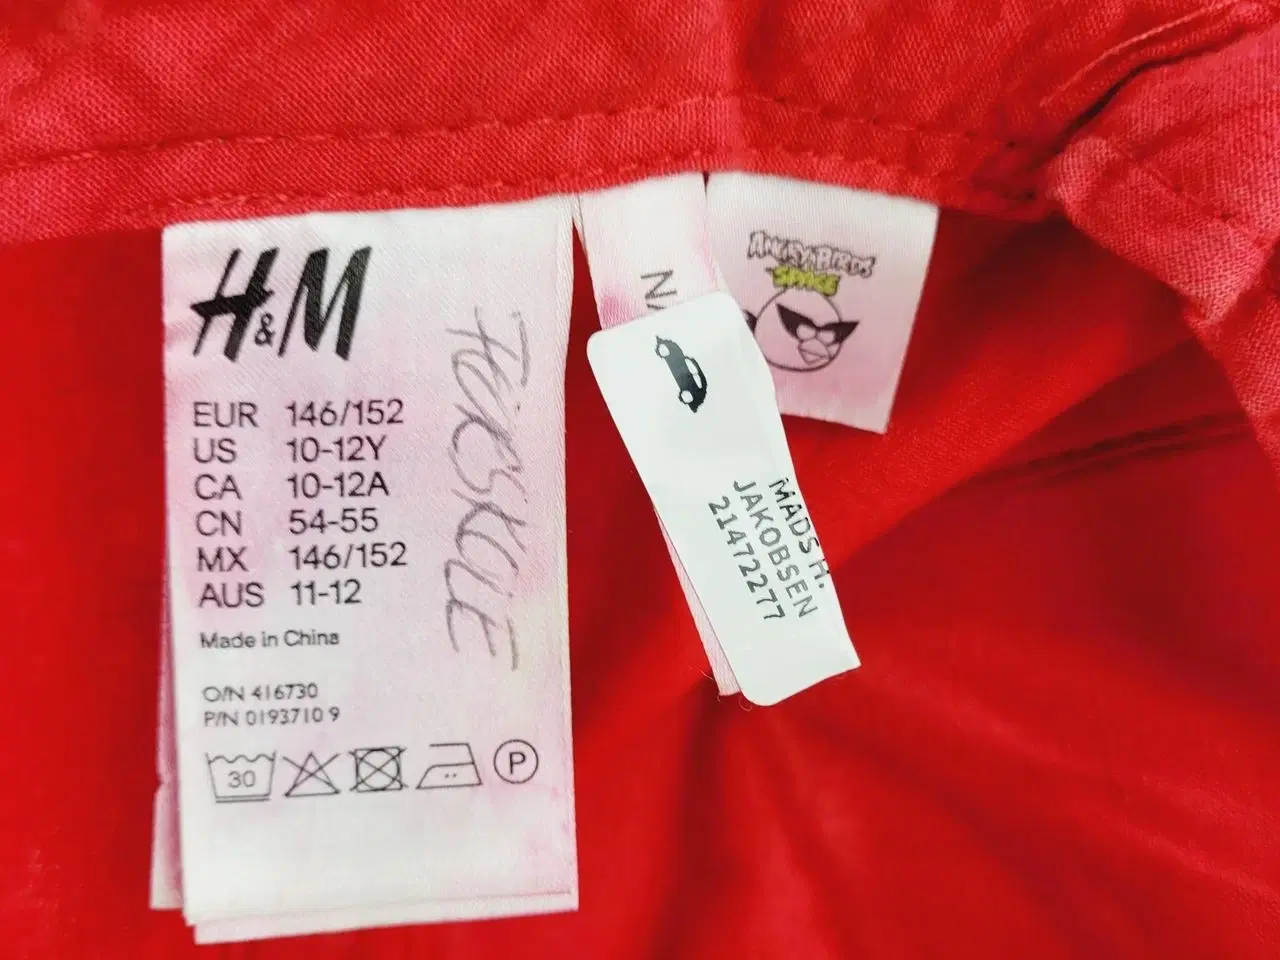 H&M
EUR 146/152
US 10-12Y
CA 10-12A
CN 54-55
MX 146/152
AUS 11-12
Made in China
O/N 416730
P/N 0193710 9
30
P
ANGRY BIRDS
SPACE
MADS H.
JAKOBSEN
21472277